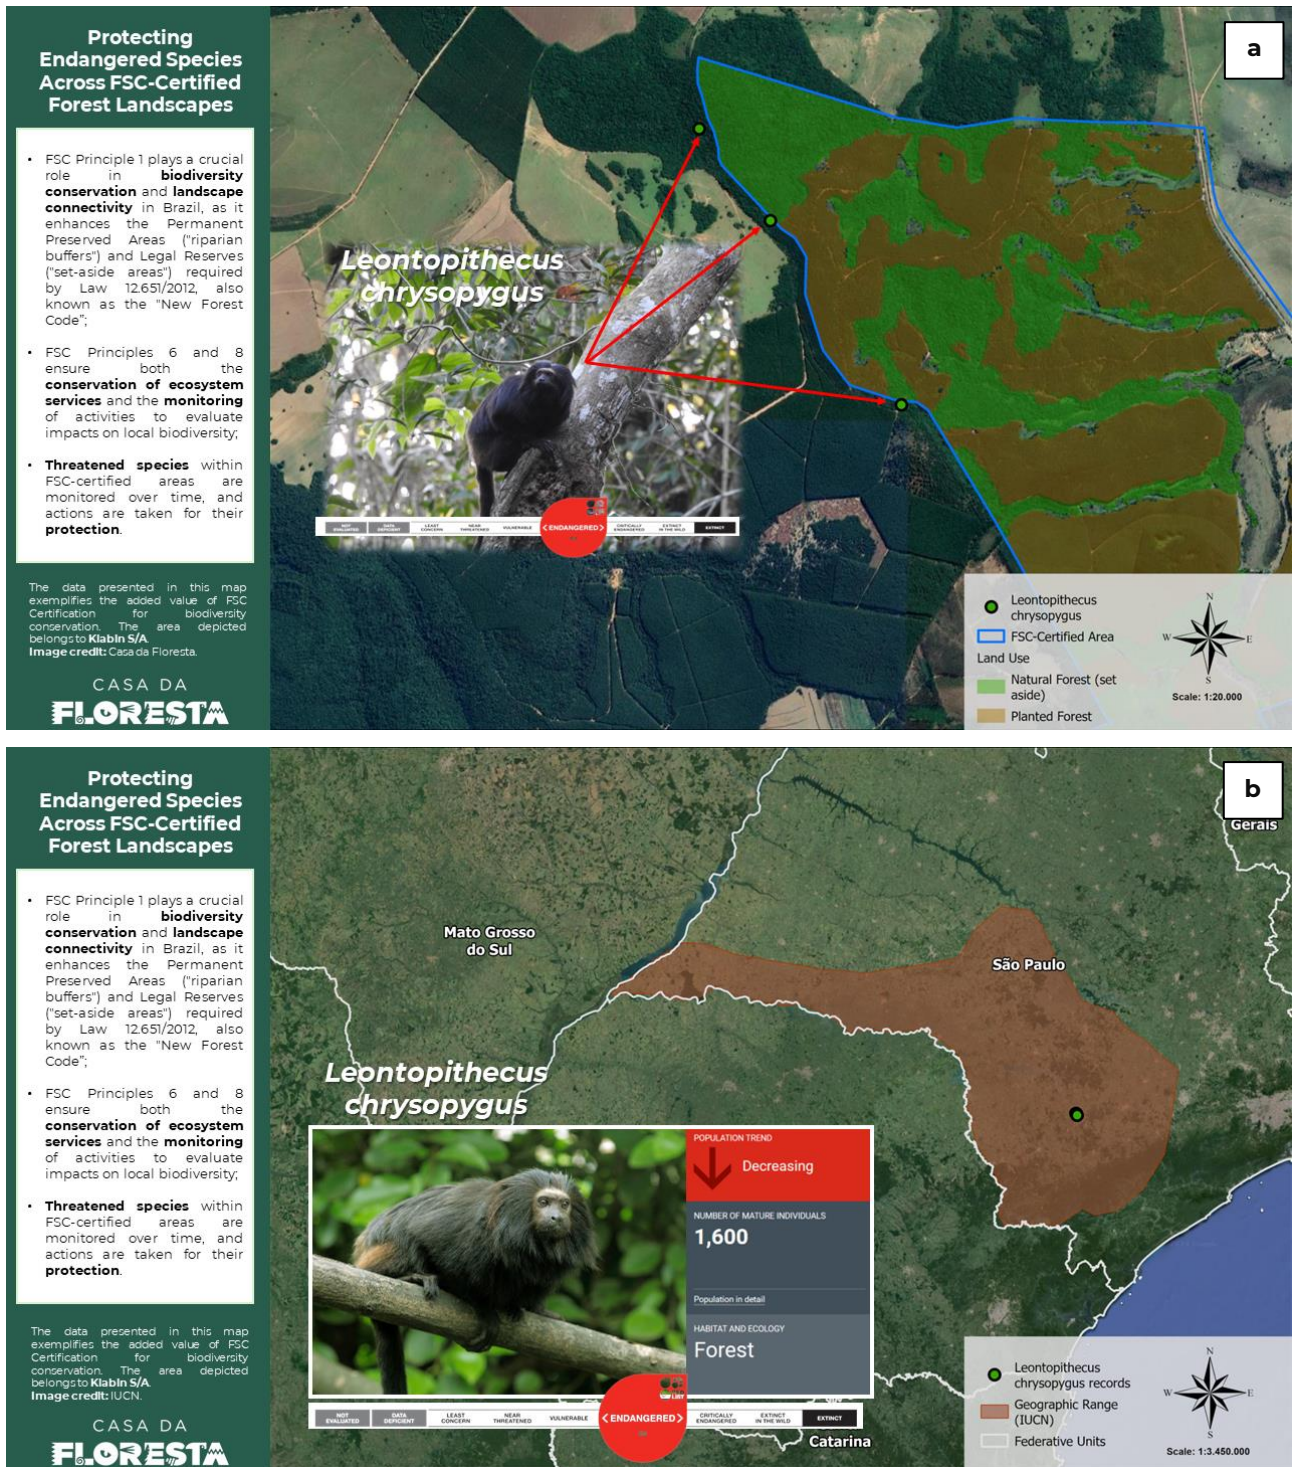 Protecting
Endangered Species
Across FSC-Certified
Forest Landscapes
• FSC Principle 1 plays a crucial
role in biodiversity
conservation and landscape
connectivity in Brazil, as it
enhances the Permanent
Preserved Areas ("riparian
buffers") and Legal Reserves
("set-aside areas") required
by Law 12.651/2012, also
known as the "New Forest
Code";
• FSC Principles 6 and 8
ensure both the
conservation of ecosystem
services and the monitoring
of activities to evaluate
impacts on local biodiversity;
• Threatened species within
FSC-certified areas are
monitored over time, and
actions are taken for their
protection.
The data presented in this map
exemplifies the added value of FSC
Certification for biodiversity
conservation. The area depicted
belongs to Klabin S/A.
Image credit: Casa da Floresta.
CASA DA
FLORESTA
a
Leontopithecus
chrysopygus
NOT EVALUATED
DATA DEFICIENT
LEAST CONCERN
NEAR THREATENED
VULNERABLE
<ENDANGERED>
CRITICALLY ENDANGERED
EXTINCT IN THE WILD
EXTINCT
Leontopithecus
chrysopygus
FSC-Certified Area
Land Use
Natural Forest (set
aside)
Planted Forest
N
W E
S
Scale: 1:20.000
Protecting
Endangered Species
Across FSC-Certified
Forest Landscapes
• FSC Principle 1 plays a crucial
role in biodiversity
conservation and landscape
connectivity in Brazil, as it
enhances the Permanent
Preserved Areas ("riparian
buffers") and Legal Reserves
("set-aside areas") required
by Law 12.651/2012, also
known as the "New Forest
Code";
• FSC Principles 6 and 8
ensure both the
conservation of ecosystem
services and the monitoring
of activities to evaluate
impacts on local biodiversity;
• Threatened species within
FSC-certified areas are
monitored over time, and
actions are taken for their
protection.
The data presented in this map
exemplifies the added value of FSC
Certification for biodiversity
conservation. The area depicted
belongs to Klabin S/A.
Image credit: IUCN.
CASA DA
FLORESTA
b
Gerais
Mato Grosso
do Sul
São Paulo
Leontopithecus
chrysopygus
POPULATION TREND
Decreasing
NUMBER OF MATURE INDIVIDUALS
1,600
Population in detail
HABITAT AND ECOLOGY
Forest
NOT EVALUATED
DATA DEFICIENT
LEAST CONCERN
NEAR THREATENED
VULNERABLE
<ENDANGERED>
CRITICALLY ENDANGERED
EXTINCT IN THE WILD
EXTINCT
Catarina
Leontopithecus
chrysopygus records
Geographic Range
(IUCN)
Federative Units
N
W E
S
Scale: 1:3.450.000